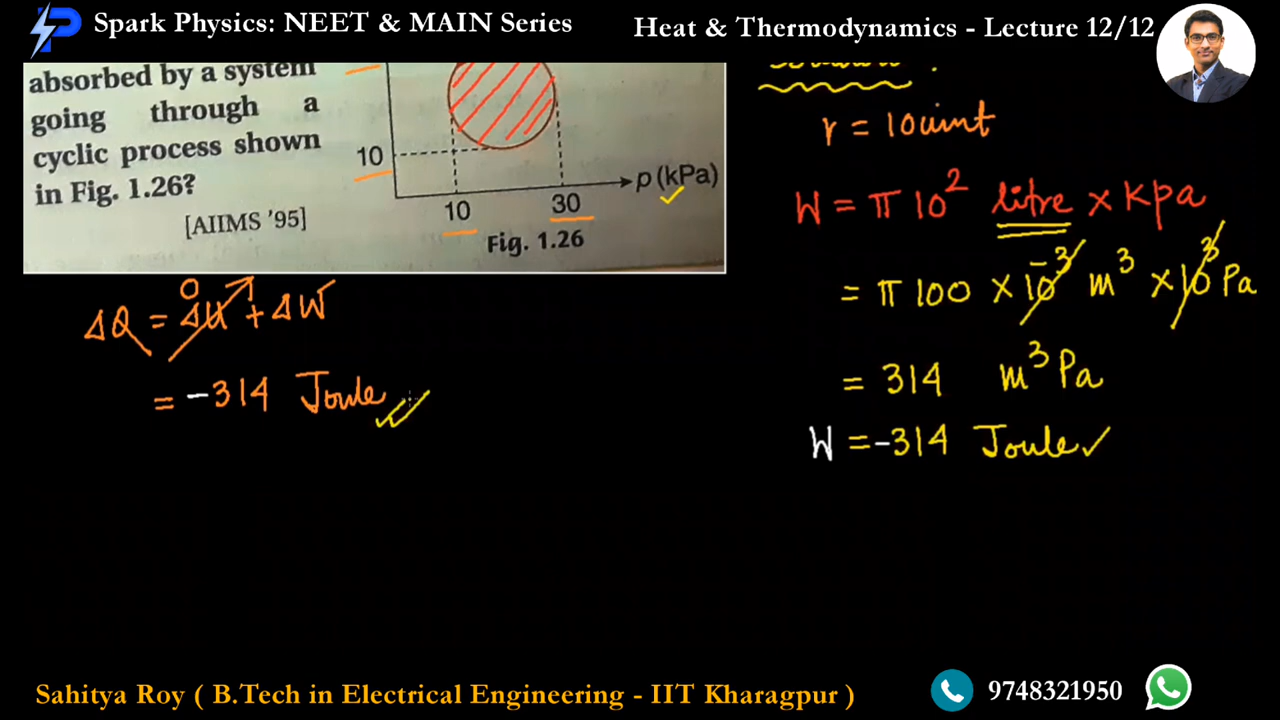 Spark Physics: NEET & MAIN Series
Heat & Thermodynamics - Lecture 12/12
absorbed by a system
going through a
cyclic process shown
in Fig. 1.26?
[AIIMS '95]
10
10
30
p (kPa)
Fig. 1.26
r = 10 unit
W = π 10² litre × kpa
= π 100 × 10⁻³ m³ × 10³ Pa
= 314 m³ Pa
W = -314 Joule ✓
ΔQ = ΔU⁰ + ΔW
= -314 Joule
Sahitya Roy ( B.Tech in Electrical Engineering - IIT Kharagpur )
9748321950